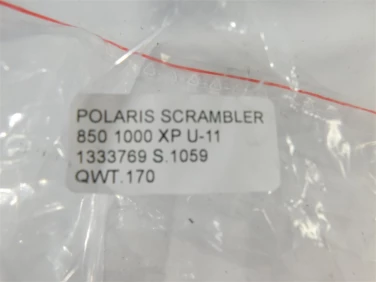 POLARIS SCRAMBLER
850 1000 XP U-11
1333769 S.1059
QWT.170